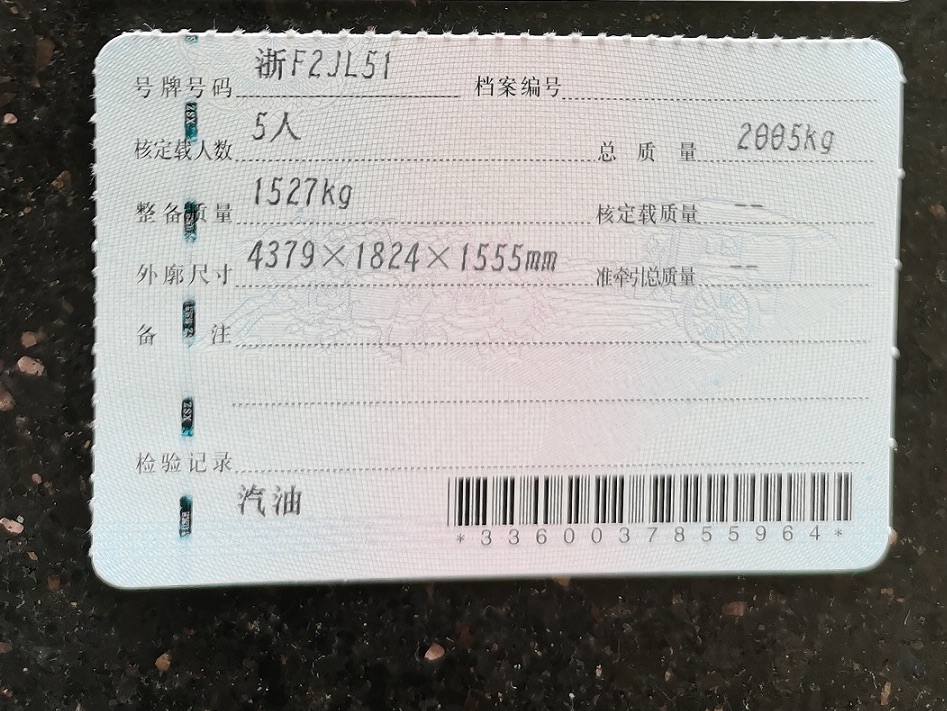 号牌号码 浙F2JL51 档案编号
核定载人数 5人 总质量 2005kg
整备质量 1527kg 核定载质量 --
外廓尺寸 4379×1824×1555mm 准牵引总质量 --
备注
检验记录
汽油
*3360037855964*